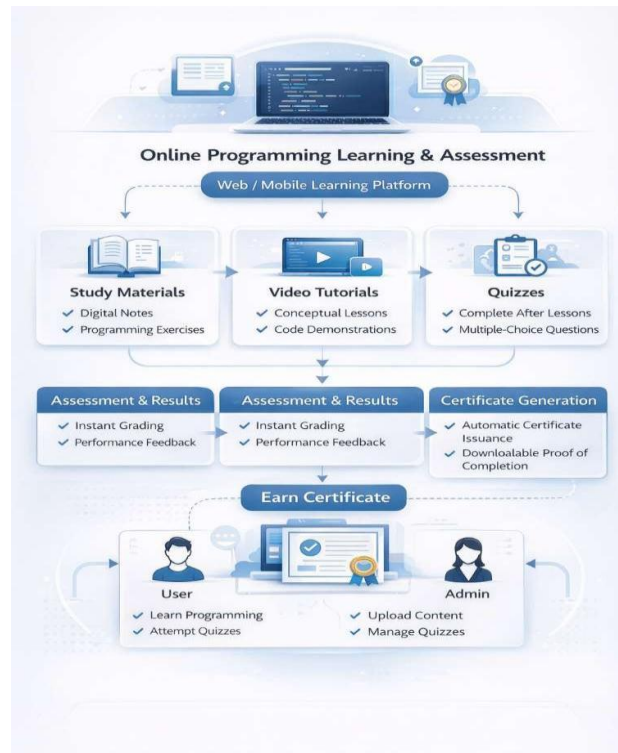 Online Programming Learning & Assessment
Web / Mobile Learning Platform
Study Materials
Digital Notes
Programming Exercises
Video Tutorials
Conceptual Lessons
Code Demonstrations
Quizzes
Complete After Lessons
Multiple-Choice Questions
Assessment & Results
Instant Grading
Performance Feedback
Assessment & Results
Instant Grading
Performance Feedback
Certificate Generation
Automatic Certificate
Issuance
Downloalable Proof of
Completion
Earn Certificate
User
Learn Programming
Attempt Quizzes
Admin
Upload Content
Manage Quizzes